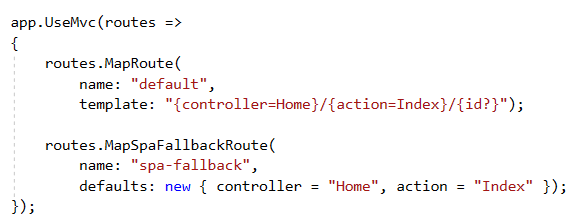 app.UseMvc(routes =>
{
    routes.MapRoute(
        name: "default",
        template: "{controller=Home}/{action=Index}/{id?}");

    routes.MapSpaFallbackRoute(
        name: "spa-fallback",
        defaults: new { controller = "Home", action = "Index" });
});